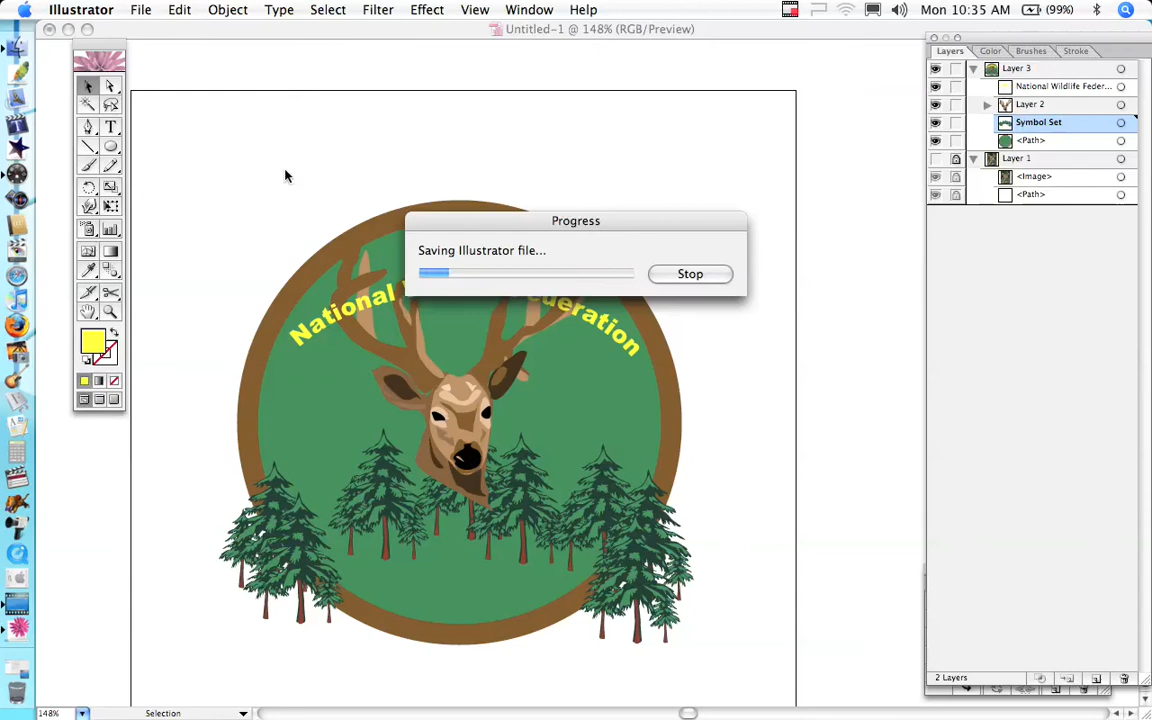 Illustrator File Edit Object Type Select Filter Effect View Window Help Mon 10:35 AM (99%)
Untitled-1 @ 148% (RGB/Preview)
Layers Color Brushes Stroke
Layer 3
National Wildlife Feder...
Layer 2
Symbol Set
<Path>
Layer 1
<Image>
<Path>
Progress
Saving Illustrator file...
Stop
National
eration
2 Layers
148% Selection